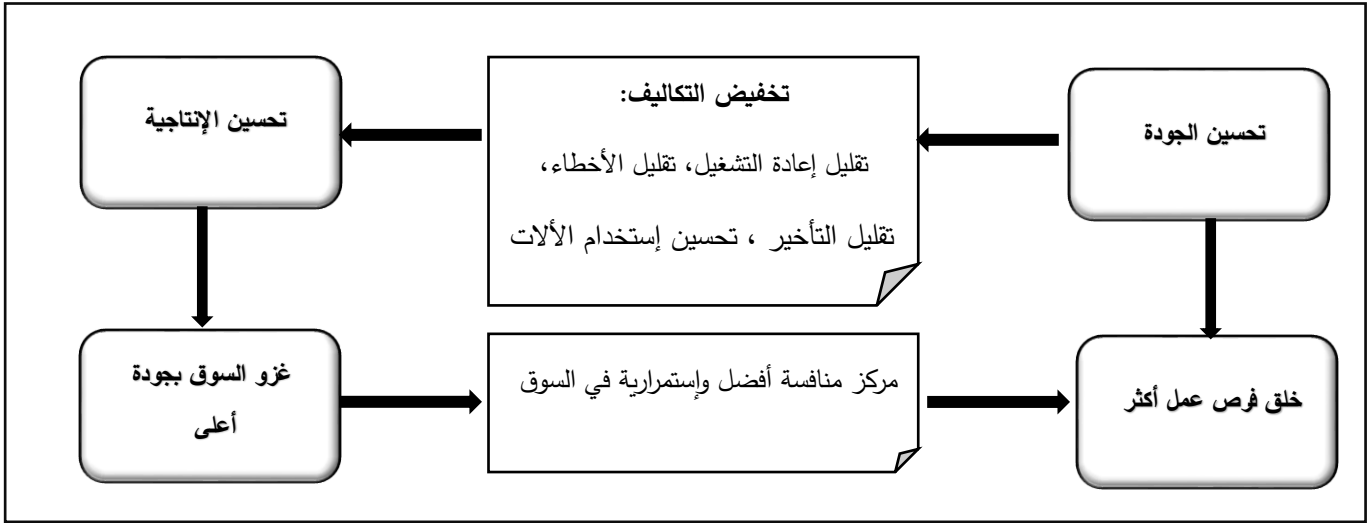 تحسين الجودة
تخفيض التكاليف:
تقليل إعادة التشغيل، تقليل الأخطاء،
تقليل التأخير ، تحسين إستخدام الألات
تحسين الإنتاجية
غزو السوق بجودة
أعلى
مركز منافسة أفضل وإستمرارية في السوق
خلق فرص عمل أكثر